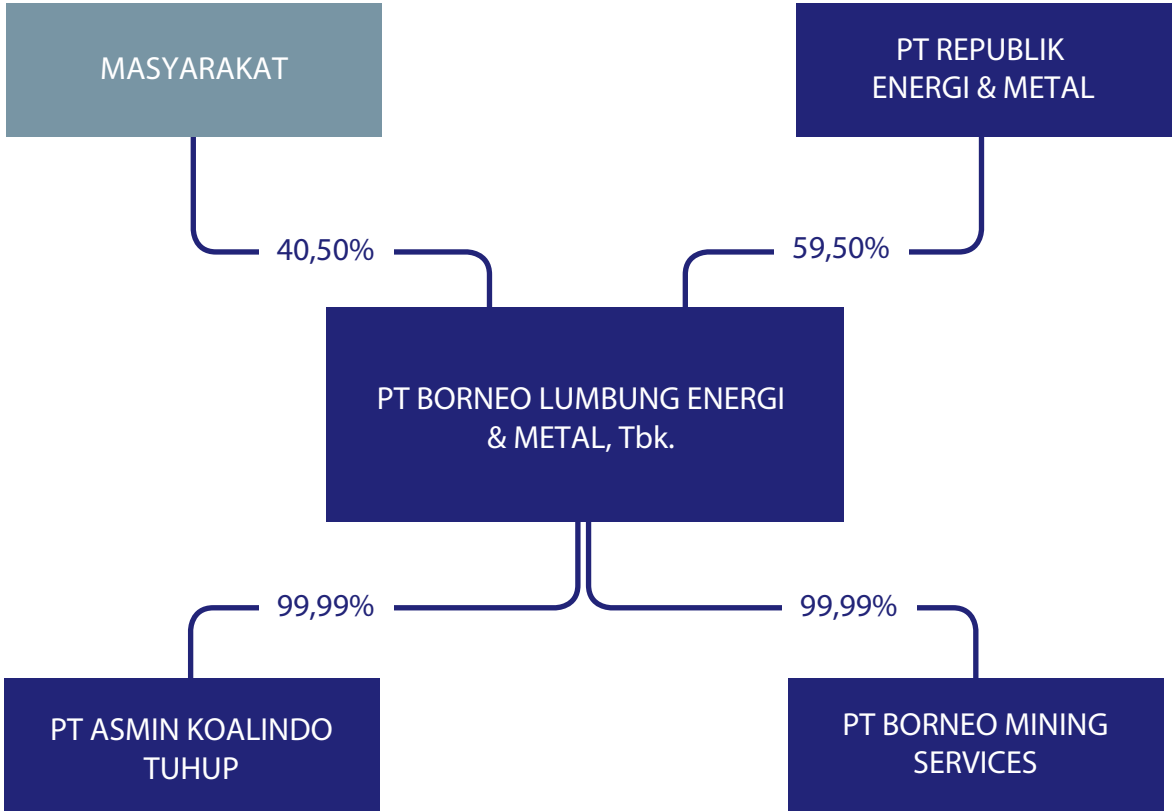 MASYARAKAT
PT REPUBLIK
ENERGI & METAL
40,50%
59,50%
PT BORNEO LUMBUNG ENERGI
& METAL, Tbk.
99,99%
99,99%
PT ASMIN KOALINDO
TUHUP
PT BORNEO MINING
SERVICES